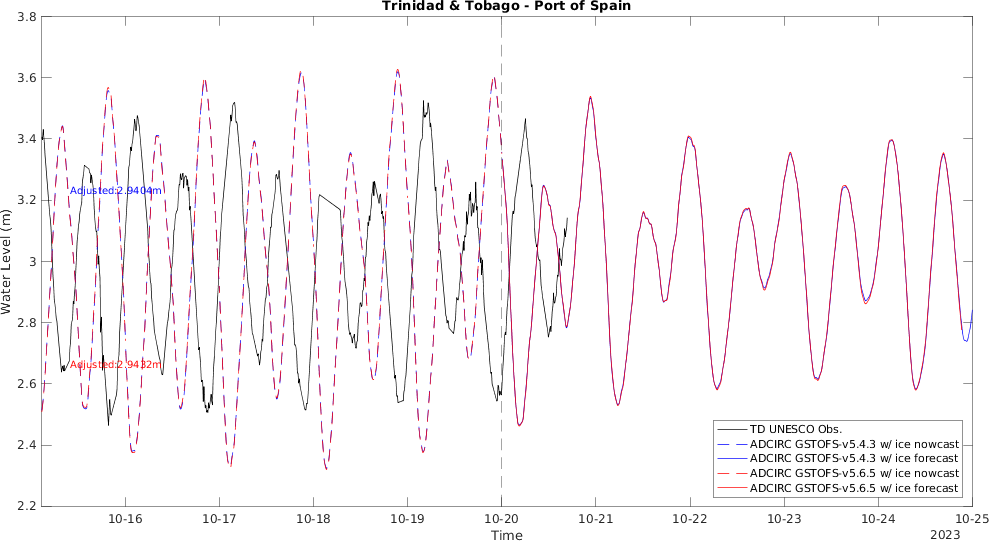 Trinidad & Tobago - Port of Spain
3.8
3.6
3.4
3.2
3
2.8
2.6
2.4
2.2
Water Level (m)
Adjusted:2.9404m
Adjusted:2.9432m
TD UNESCO Obs.
ADCIRC GSTOFS-v5.4.3 w/ ice nowcast
ADCIRC GSTOFS-v5.4.3 w/ ice forecast
ADCIRC GSTOFS-v5.6.5 w/ ice nowcast
ADCIRC GSTOFS-v5.6.5 w/ ice forecast
10-16 10-17 10-18 10-19 10-20 10-21 10-22 10-23 10-24 10-25
Time
2023